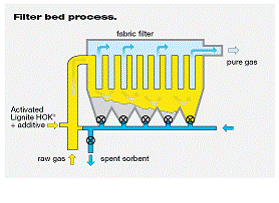 Filter bed process.
fabric filter
pure gas
Activated
Lignite HOK®
+ additive
raw gas
spent sorbent